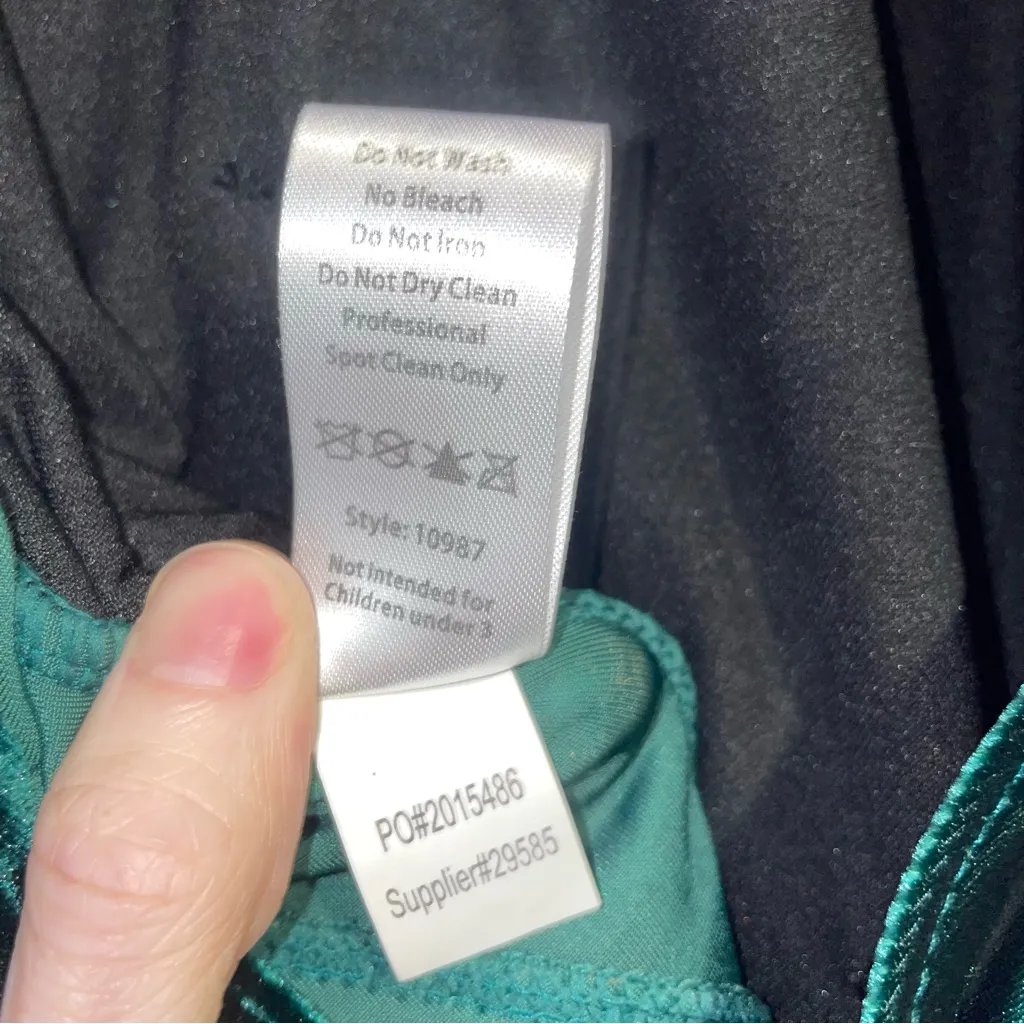 Do Not Wash
No Bleach
Do Not Iron
Do Not Dry Clean
Professional
Spot Clean Only
Style: 10987
Not intended for
Children under 3
PO#2015486
Supplier#29585